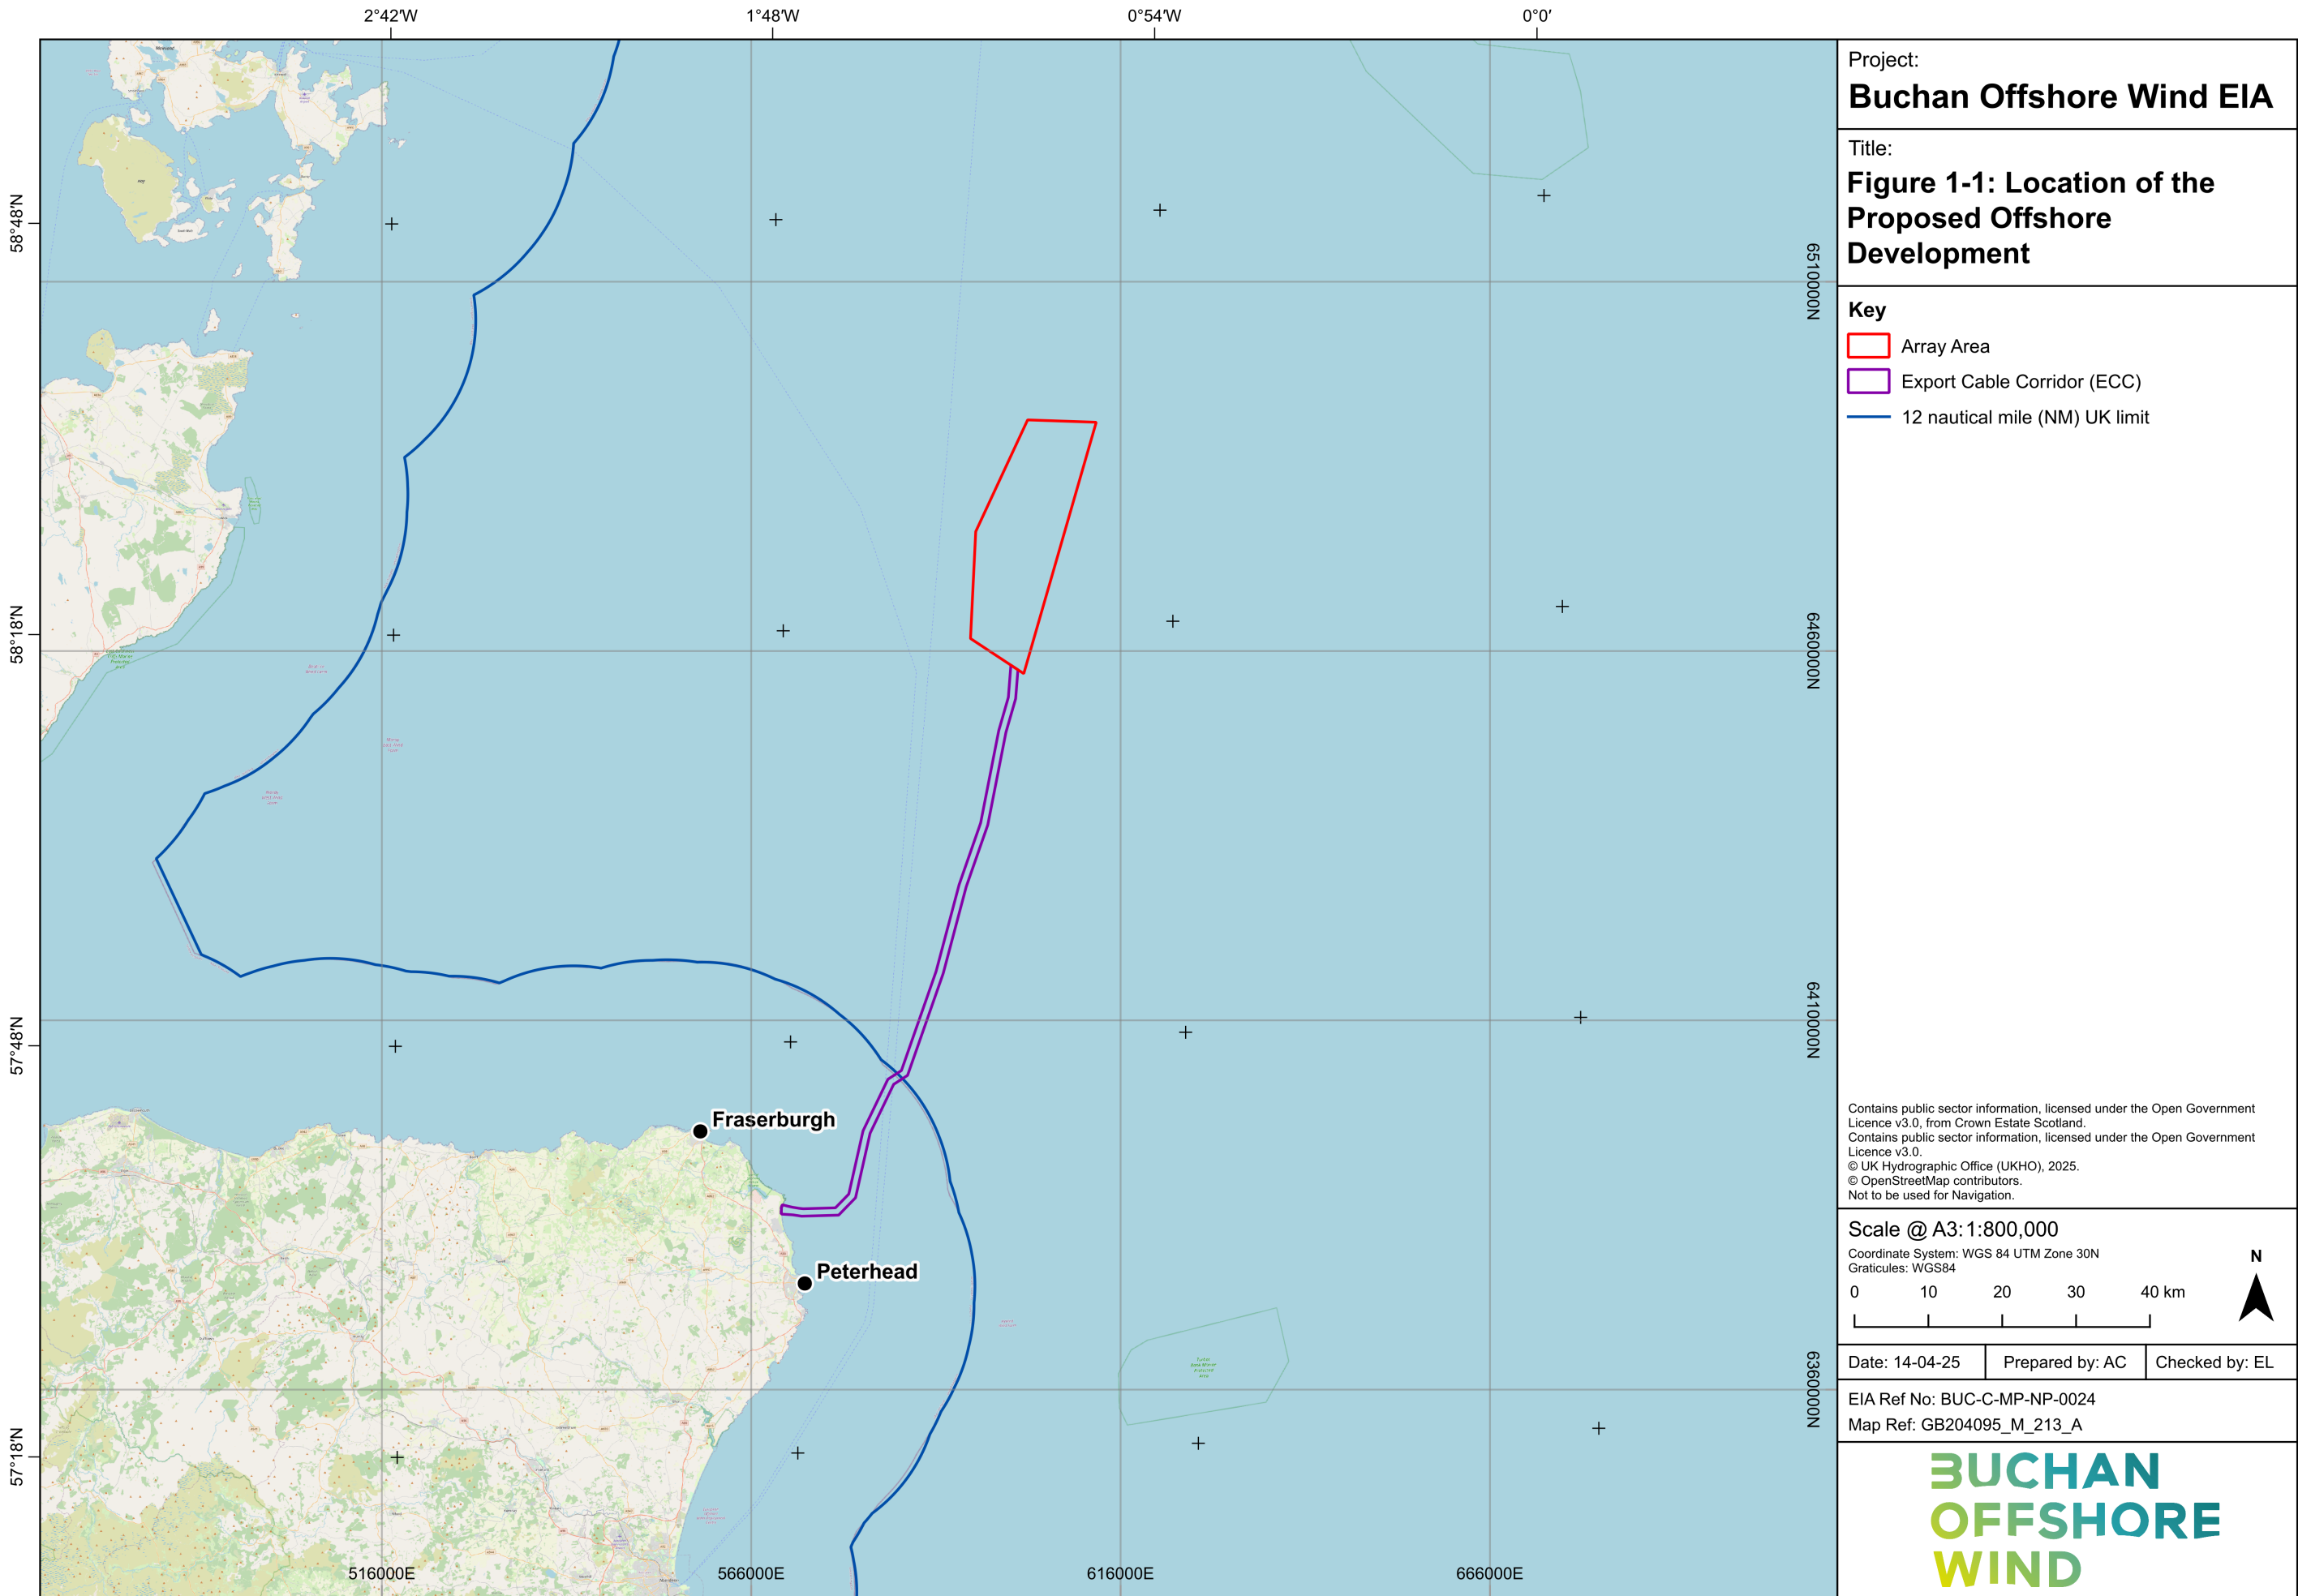 2°42′W
1°48′W
0°54′W
0°0′
58°48′N
58°18′N
57°48′N
57°18′N
6510000N
6460000N
6410000N
6360000N
516000E
566000E
616000E
666000E
Fraserburgh
Peterhead
Project:
Buchan Offshore Wind EIA
Title:
Figure 1-1: Location of the
Proposed Offshore
Development
Key
Array Area
Export Cable Corridor (ECC)
12 nautical mile (NM) UK limit
Contains public sector information, licensed under the Open Government
Licence v3.0, from Crown Estate Scotland.
Contains public sector information, licensed under the Open Government
Licence v3.0.
© UK Hydrographic Office (UKHO), 2025.
© OpenStreetMap contributors.
Not to be used for Navigation.
Scale @ A3:1:800,000
Coordinate System: WGS 84 UTM Zone 30N
Graticules: WGS84
N
0 10 20 30 40 km
Date: 14-04-25
Prepared by: AC
Checked by: EL
EIA Ref No: BUC-C-MP-NP-0024
Map Ref: GB204095_M_213_A
BUCHAN
OFFSHORE
WIND